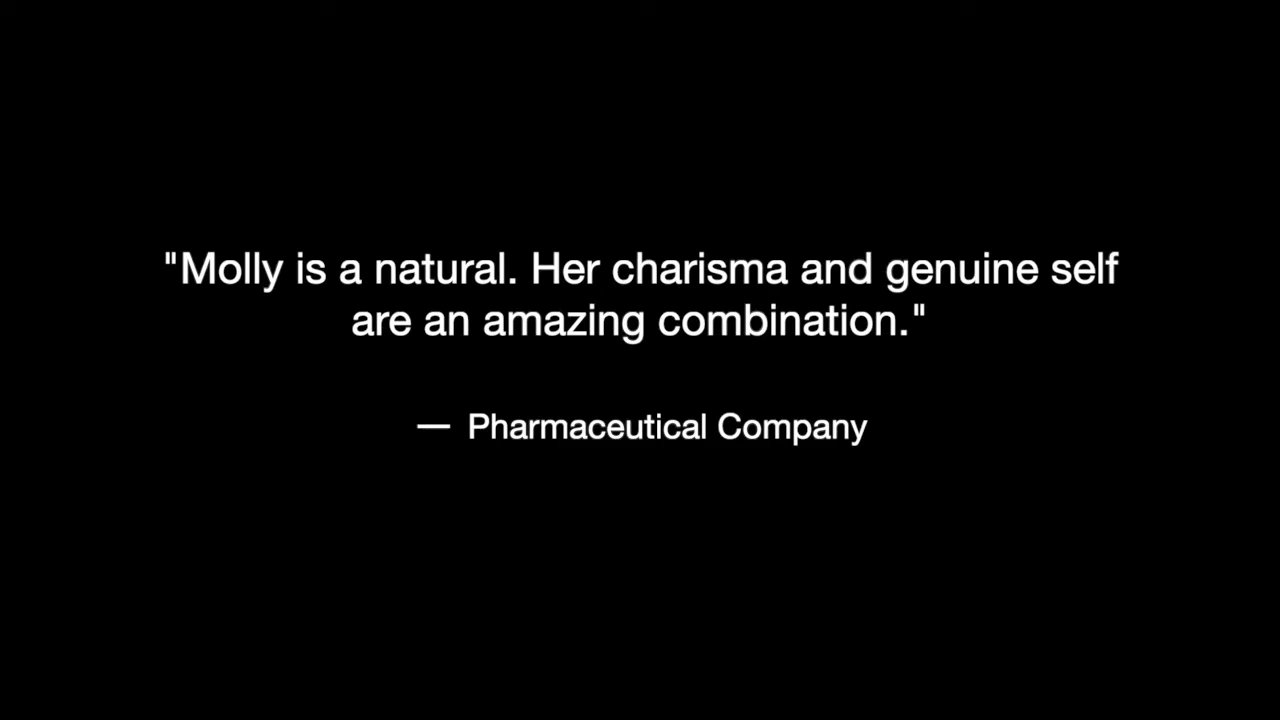 "Molly is a natural. Her charisma and genuine self
are an amazing combination."
— Pharmaceutical Company